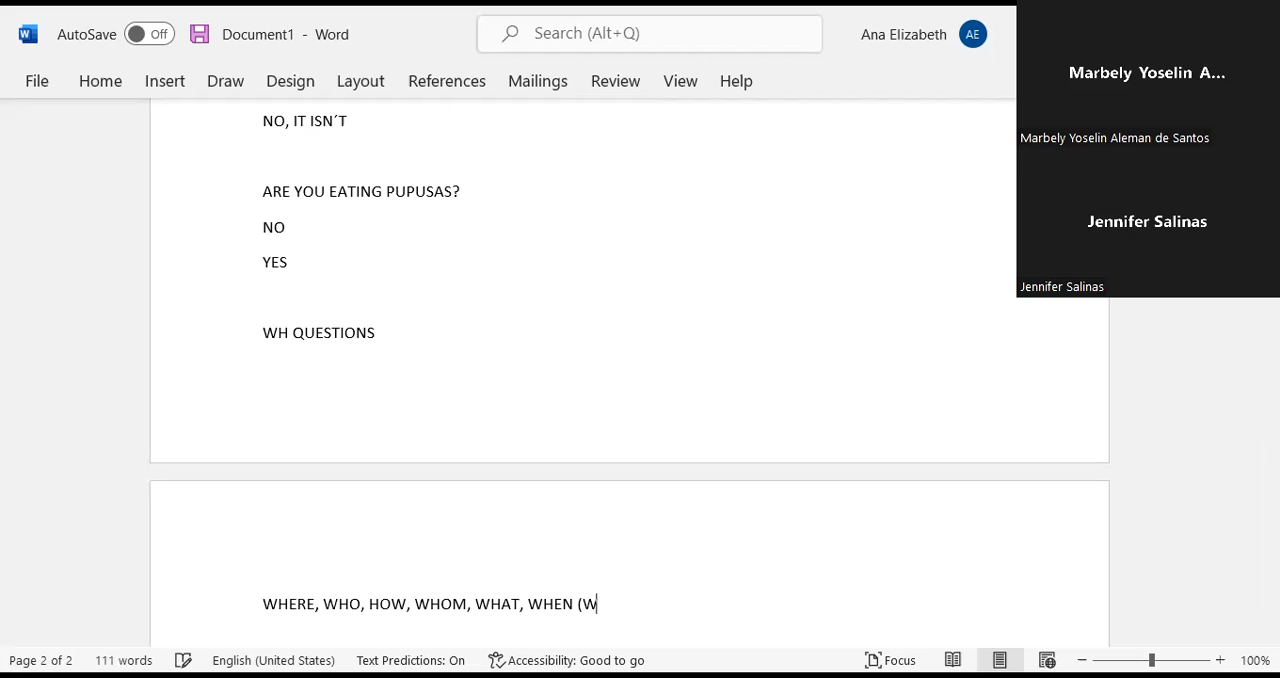 AutoSave Off Document1 - Word Search (Alt+Q) Ana Elizabeth AE
File Home Insert Draw Design Layout References Mailings Review View Help
Marbely Yoselin A...
Marbely Yoselin Aleman de Santos
Jennifer Salinas
Jennifer Salinas
NO, IT ISN´T
ARE YOU EATING PUPUSAS?
NO
YES
WH QUESTIONS
WHERE, WHO, HOW, WHOM, WHAT, WHEN (W
Page 2 of 2 111 words English (United States) Text Predictions: On Accessibility: Good to go Focus 100%